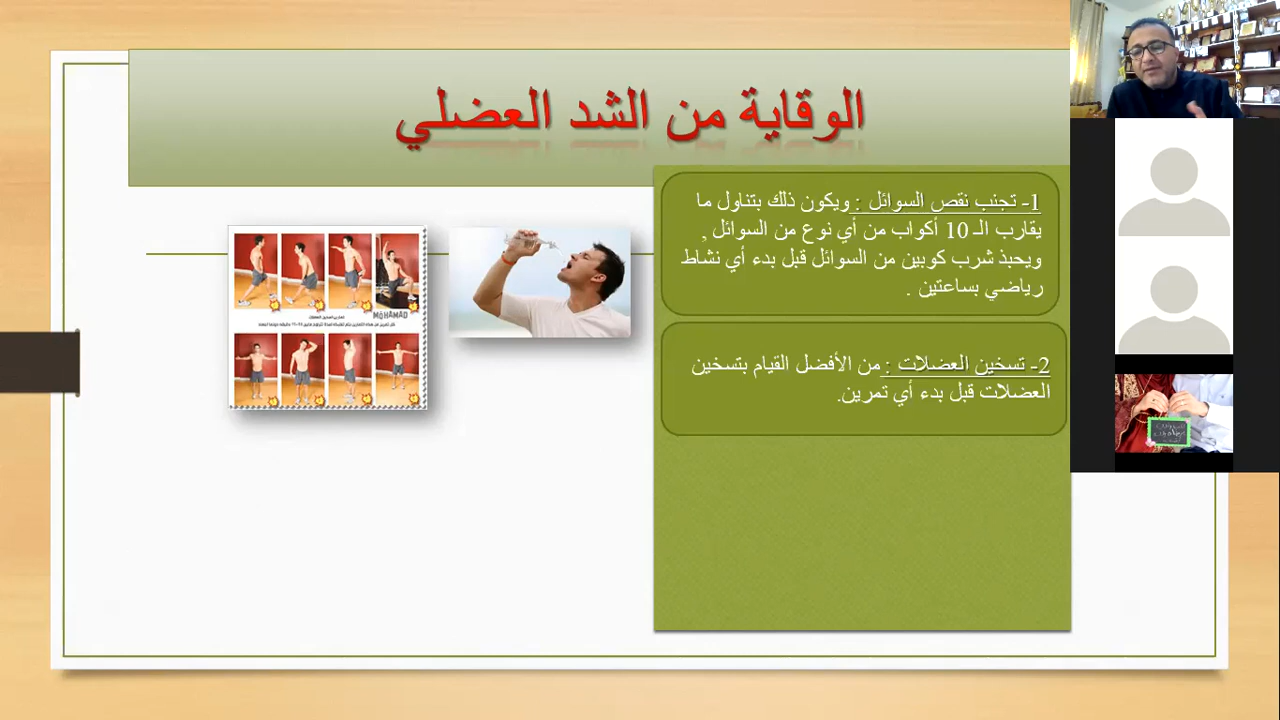 الوقاية من الشد العضلي
1- تجنب نقص السوائل : ويكون ذلك بتناول ما
يقارب الـ 10 أكواب من أي نوع من السوائل ,
ويحبذ شرب كوبين من السوائل قبل بدء أي نشاط
رياضي بساعتين .
2- تسخين العضلات : من الأفضل القيام بتسخين
العضلات قبل بدء أي تمرين.
MOHAMAD